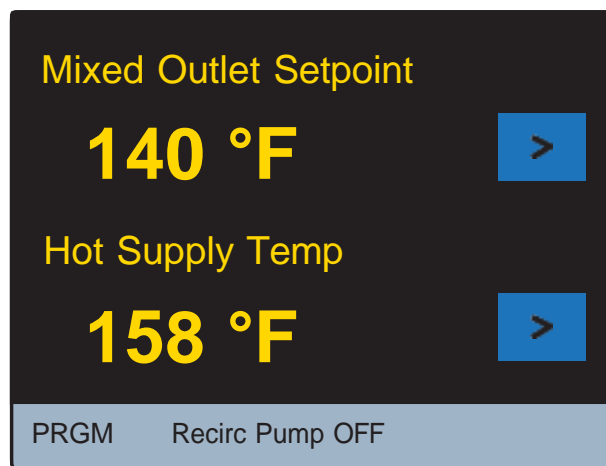 Mixed Outlet Setpoint
140 °F >
Hot Supply Temp
158 °F >
PRGM Recirc Pump OFF